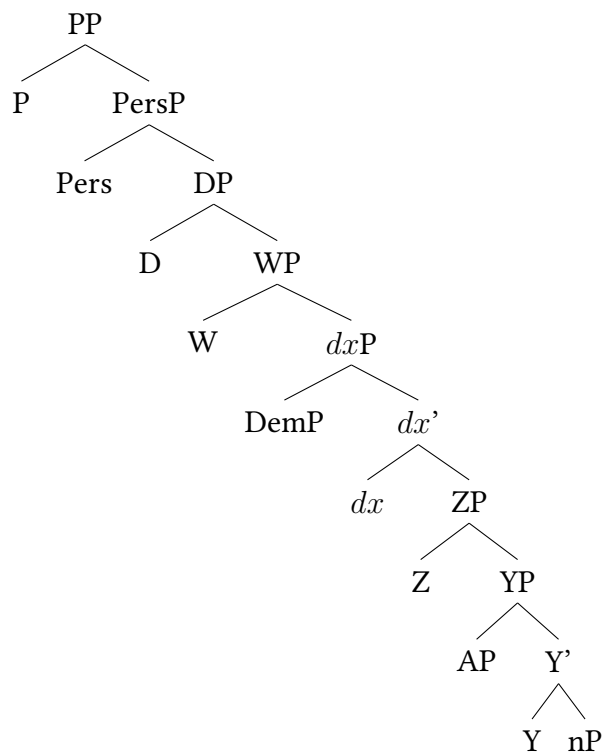 PP
P PersP
Pers DP
D WP
W dxP
DemP dx’
dx ZP
Z YP
AP Y’
Y nP